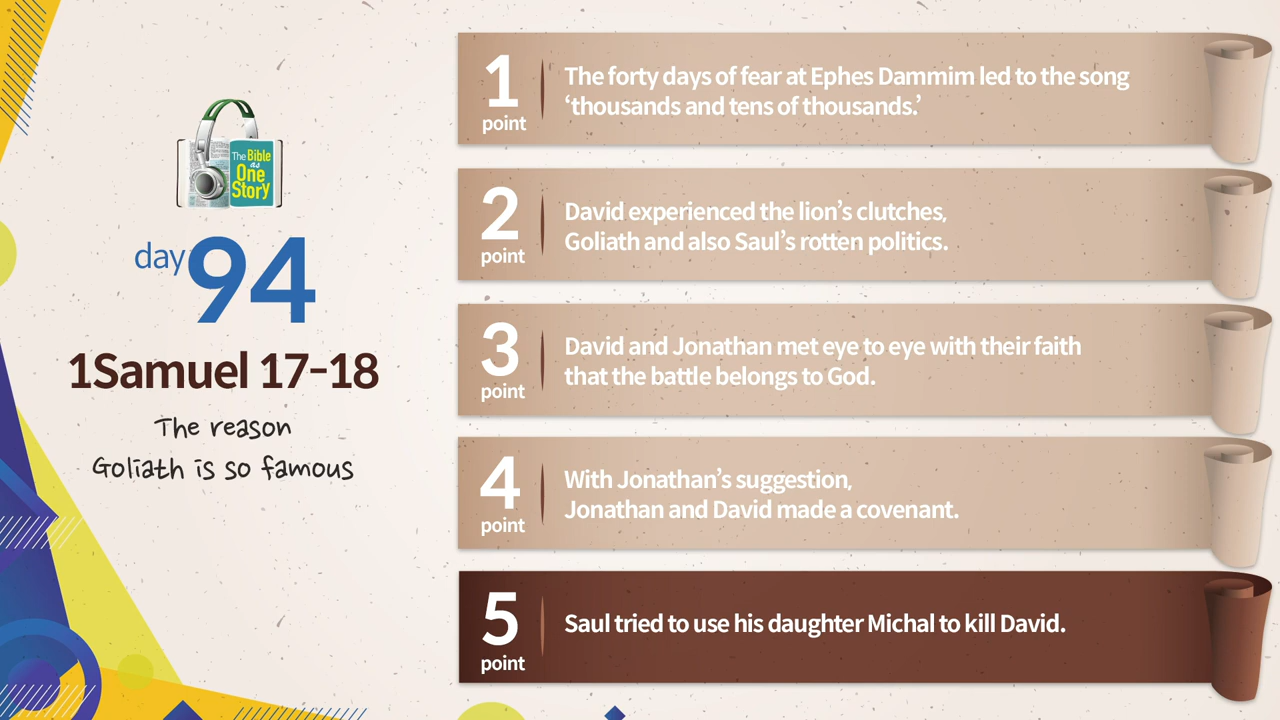 The Bible
as
One
Story
day 94
1Samuel 17-18
The reason
Goliath is so famous
1
point
The forty days of fear at Ephes Dammim led to the song
‘thousands and tens of thousands.’
2
point
David experienced the lion’s clutches,
Goliath and also Saul’s rotten politics.
3
point
David and Jonathan met eye to eye with their faith
that the battle belongs to God.
4
point
With Jonathan’s suggestion,
Jonathan and David made a covenant.
5
point
Saul tried to use his daughter Michal to kill David.